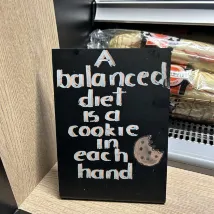 A
balanced
diet
is a
cookie
in
each
hand